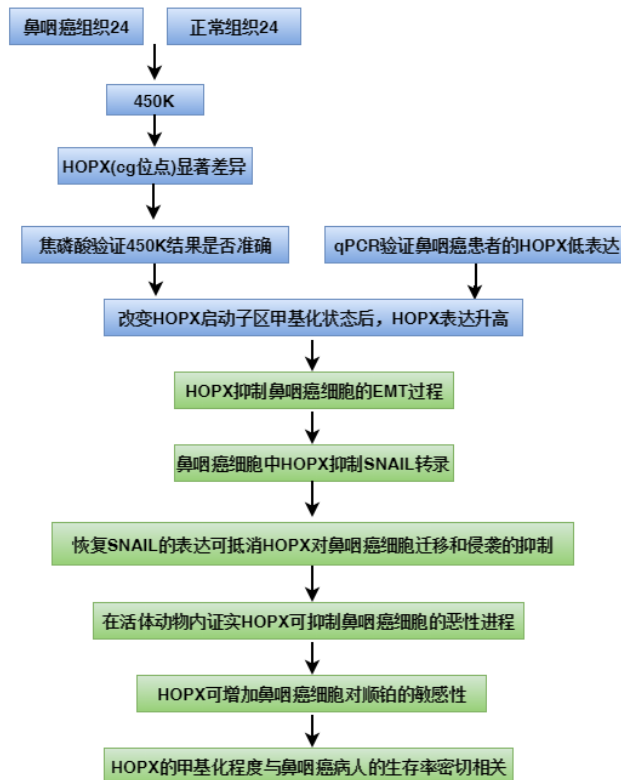 鼻咽癌组织24
正常组织24
450K
HOPX(cg位点)显著差异
焦磷酸验证450K结果是否准确
qPCR验证鼻咽癌患者的HOPX低表达
改变HOPX启动子区甲基化状态后，HOPX表达升高
HOPX抑制鼻咽癌细胞的EMT过程
鼻咽癌细胞中HOPX抑制SNAIL转录
恢复SNAIL的表达可抵消HOPX对鼻咽癌细胞迁移和侵袭的抑制
在活体动物内证实HOPX可抑制鼻咽癌细胞的恶性进程
HOPX可增加鼻咽癌细胞对顺铂的敏感性
HOPX的甲基化程度与鼻咽癌病人的生存率密切相关